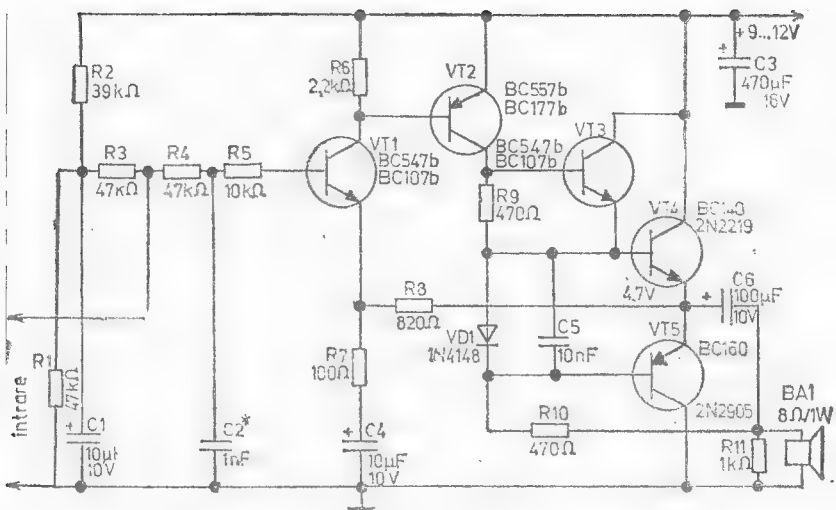 +9...12V
R2
39kΩ
R6
2,2kΩ
VT2
BC557b
BC177b
+
C3
470μF
16V
R3
47kΩ
R4
47kΩ
R5
10kΩ
VT1
BC547b
BC107b
BC547b
BC107b
VT3
R9
470Ω
VT4
BC140
2N2219
4.7V
R8
820Ω
+
C6
100μF
10V
R1
47kΩ
R7
100Ω
VD1
1N4148
C5
10nF
VT5
BC160
2N2905
BA1
8Ω/1W
intrare
+
C1
10μF
10V
C2*
1nF
+
C4
10μF
10V
R10
470Ω
R11
1kΩ